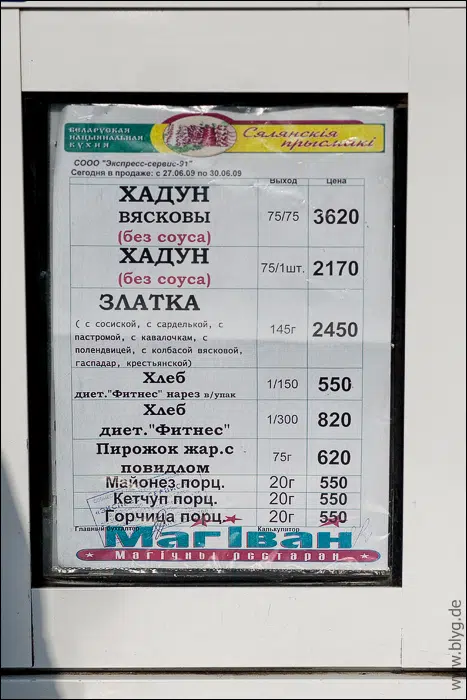 БЕЛАРУСКАЯ
НАЦЫЯНАЛЬНАЯ
КУХНЯ
Сялянскія
прысмакі
СООО "Экспресс-сервис-91"
Сегодня в продаже: с 27.06.09 по 30.06.09
Выход Цена
ХАДУН
ВЯСКОВЫ
(без соуса)
75/75 3620
ХАДУН
(без соуса)
75/1шт. 2170
ЗЛАТКА
( с сосиской, с сарделькой, с
пастромой, с кавалочкам, с
полендвицей, с колбасой вясковой,
гаспадар, крестьянской)
145г 2450
Хлеб
диет."Фитнес" нарез в/упак
1/150 550
Хлеб
диет."Фитнес"
1/300 820
Пирожок жар.с
повидлом
75г 620
Майонез порц. 20г 550
Кетчуп порц. 20г 550
Горчица порц. 20г 550
Главный бухгалтер Калькулятор
МагІван
Магічны рэстаран
www.blyg.de